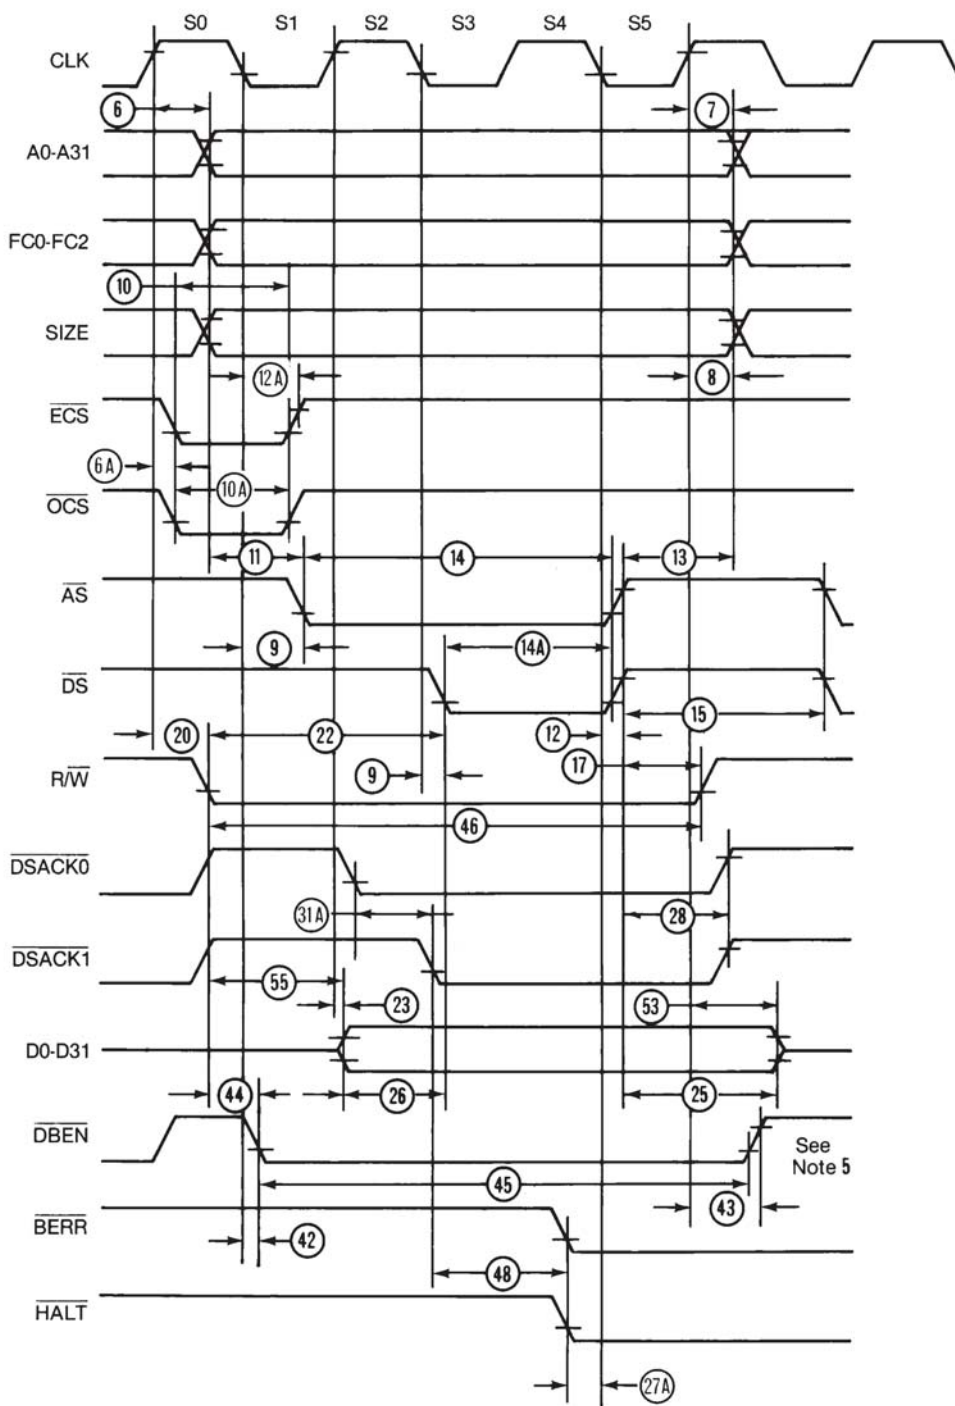 S0 S1 S2 S3 S4 S5
CLK
6 7
A0-A31
FC0-FC2
10
SIZE
12A 8
ECS
6A 10A
OCS
11 14 13
AS
9 14A
DS
20 22 12 15
R/W 9 17
46
DSACK0
31A 28
DSACK1
55 23 53
D0-D31
44 26 25
DBEN
See
Note 5
45 43
BERR
42
48
HALT
27A